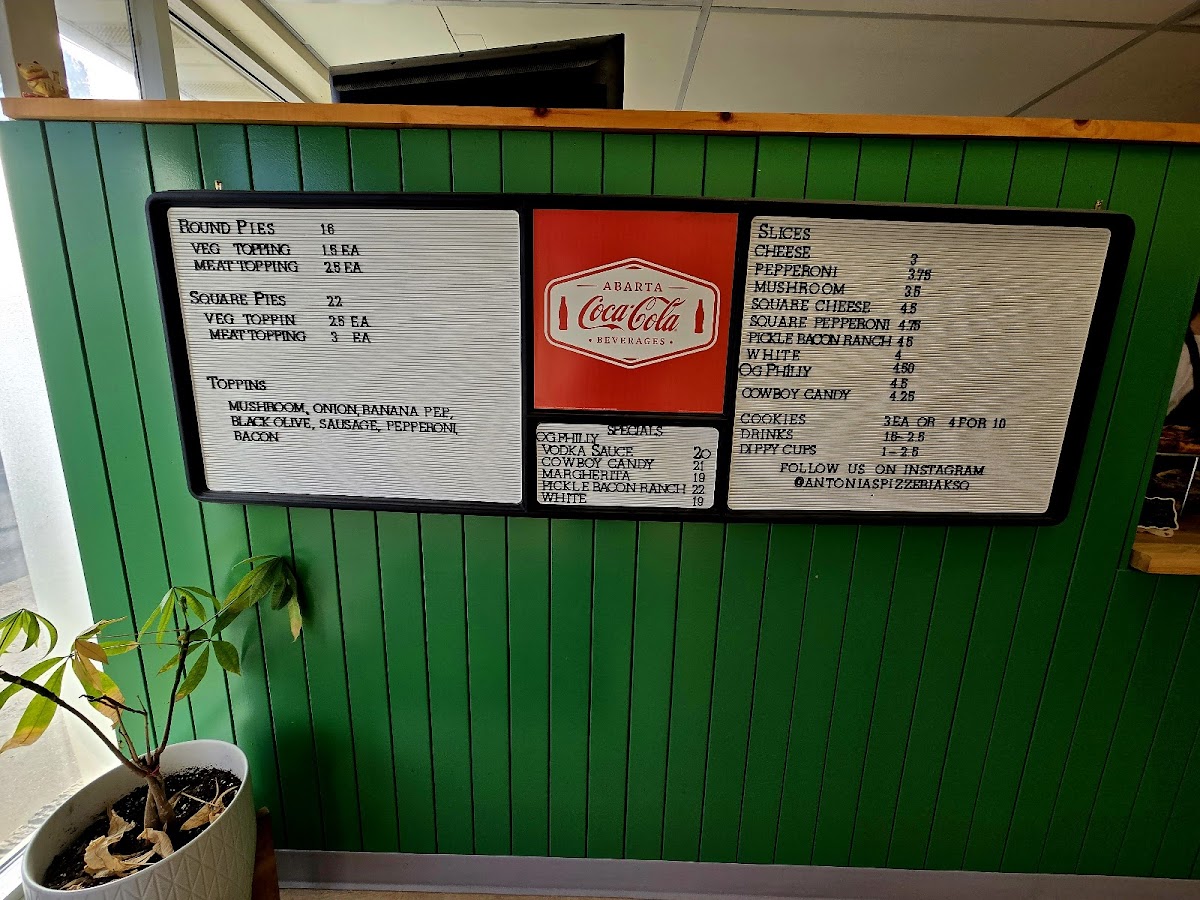 ROUND PIES 16
VEG TOPPING 1.5 EA
MEAT TOPPING 2.5 EA
SQUARE PIES 22
VEG TOPPIN 2.5 EA
MEAT TOPPING 3 EA
TOPPINS
MUSHROOM, ONION, BANANA PEP,
BLACK OLIVE, SAUSAGE, PEPPERONI,
BACON
ABARTA
Coca-Cola
• BEVERAGES •
SPECIALS
OG PHILLY
VODKA SAUCE 20
COWBOY CANDY 21
MARGHERITA 19
PICKLE BACON RANCH 22
WHITE 19
SLICES
CHEESE 3
PEPPERONI 3.75
MUSHROOM 3.5
SQUARE CHEESE 4.5
SQUARE PEPPERONI 4.75
PICKLE BACON RANCH 4.5
WHITE 4
OG PHILLY 4.50
4.5
COWBOY CANDY 4.25
COOKIES 3 EA OR 4 FOR 10
DRINKS 1.5 - 2.5
DIPPY CUPS 1 - 2.5
FOLLOW US ON INSTAGRAM
@ANTONIASPIZZERIAKSQ